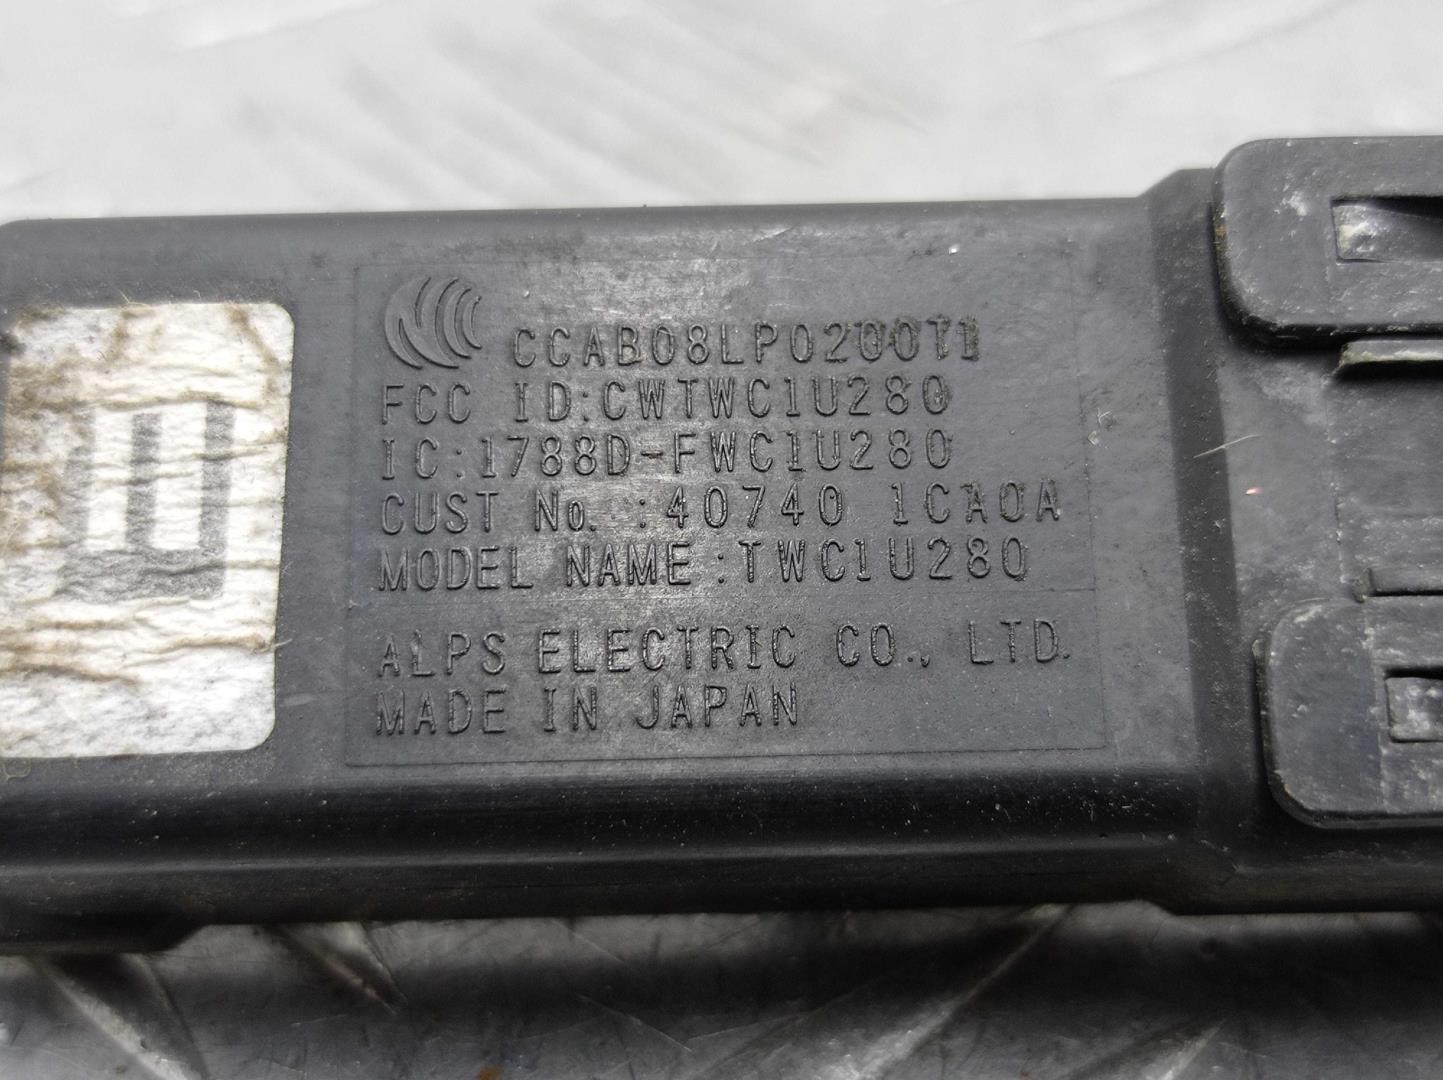 CCAB08LP0200T1
FCC ID:CWTWC1U280
IC:1788D-FWC1U280
CUST No. :40740 1CA0A
MODEL NAME:TWC1U280
ALPS ELECTRIC CO., LTD.
MADE IN JAPAN